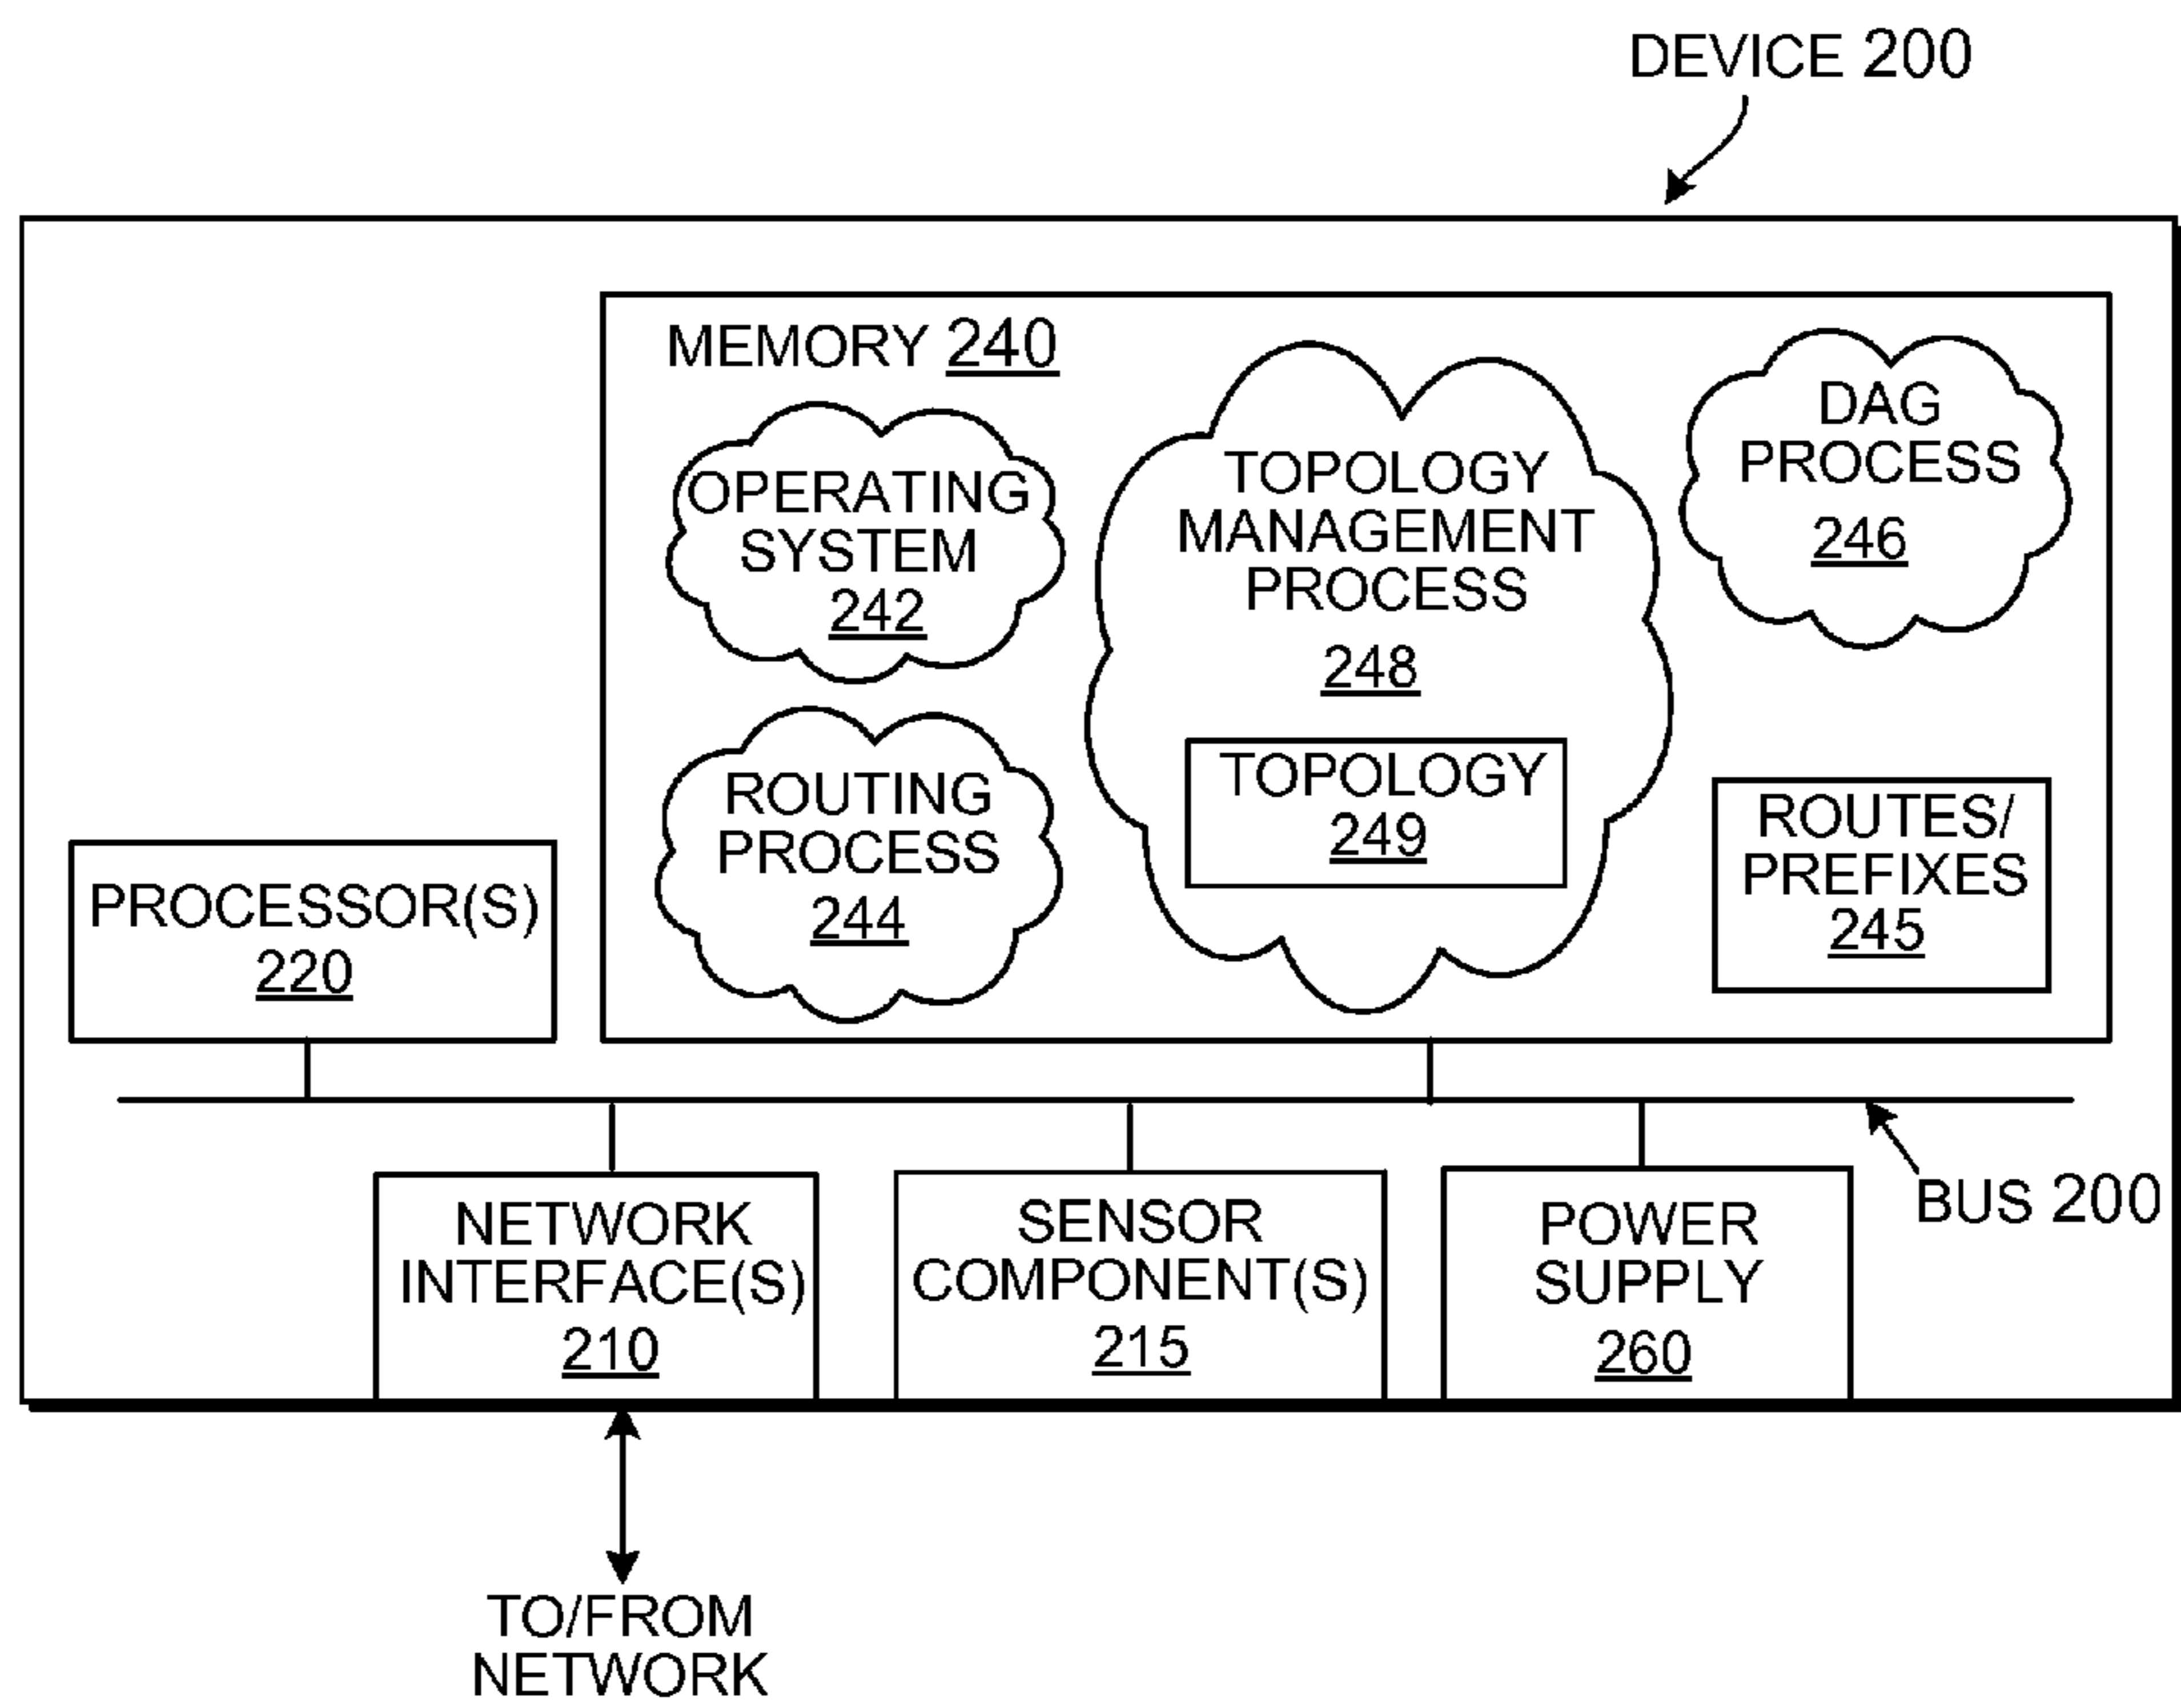 DEVICE 200
MEMORY 240
OPERATING
SYSTEM
242
ROUTING
PROCESS
244
TOPOLOGY
MANAGEMENT
PROCESS
248
TOPOLOGY
249
DAG
PROCESS
246
ROUTES/
PREFIXES
245
PROCESSOR(S)
220
BUS 200
NETWORK
INTERFACE(S)
210
SENSOR
COMPONENT(S)
215
POWER
SUPPLY
260
TO/FROM
NETWORK